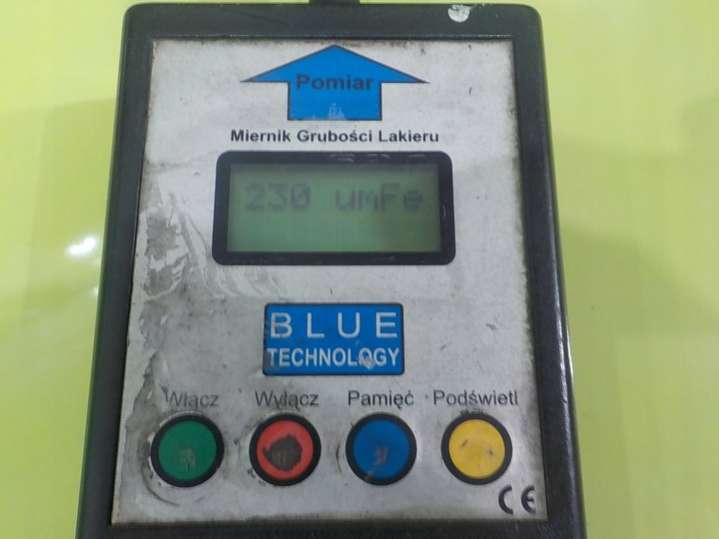 Pomiar
Miernik Grubości Lakieru
230 umFe
BLUE
TECHNOLOGY
Włącz Wyłącz Pamięć Podświetl
CE